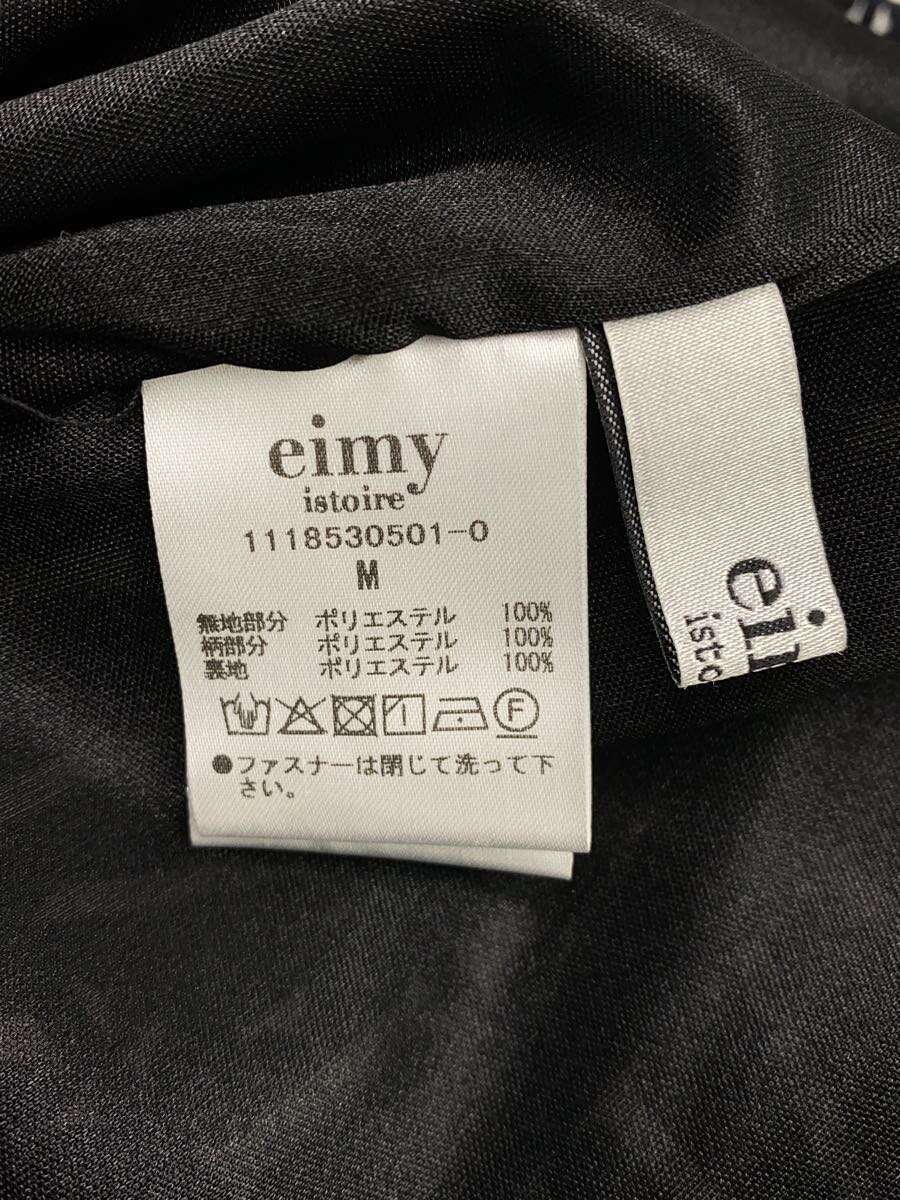 eimy
istoire
1118530501-0
M
無地部分 ポリエステル 100%
柄部分 ポリエステル 100%
裏地 ポリエステル 100%
F
●ファスナーは閉じて洗って下
さい。
eim
isto